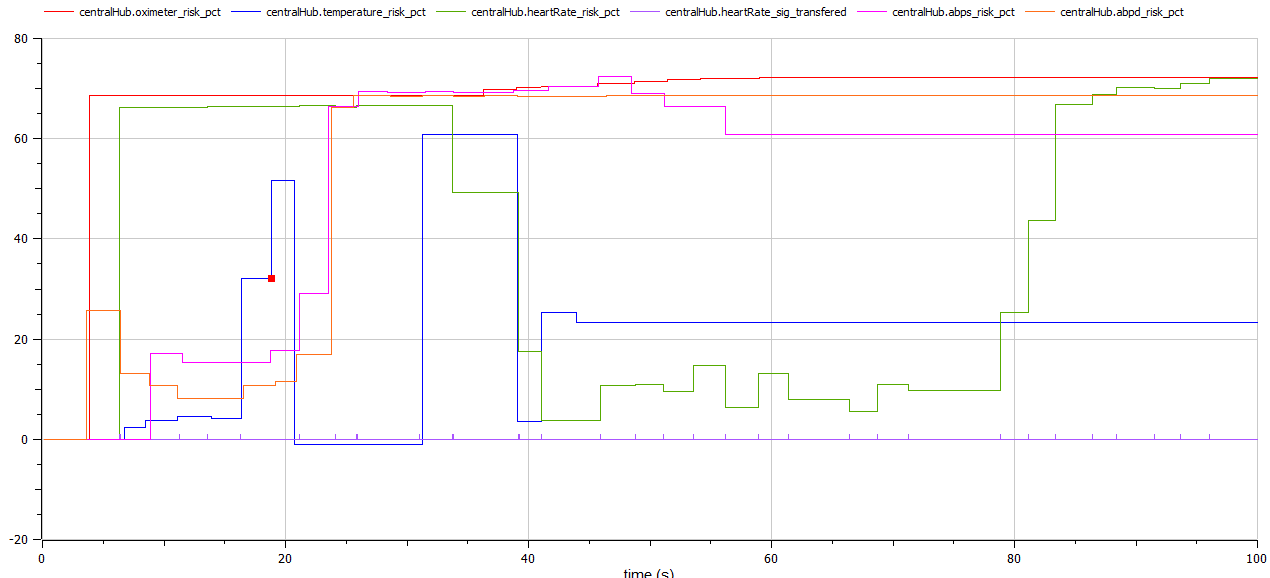 centralHub.oximeter_risk_pct centralHub.temperature_risk_pct centralHub.heartRate_risk_pct centralHub.heartRate_sig_transfered centralHub.abps_risk_pct centralHub.abpd_risk_pct
80
60
40
20
0
-20
0 20 40 60 80 100
time (s)